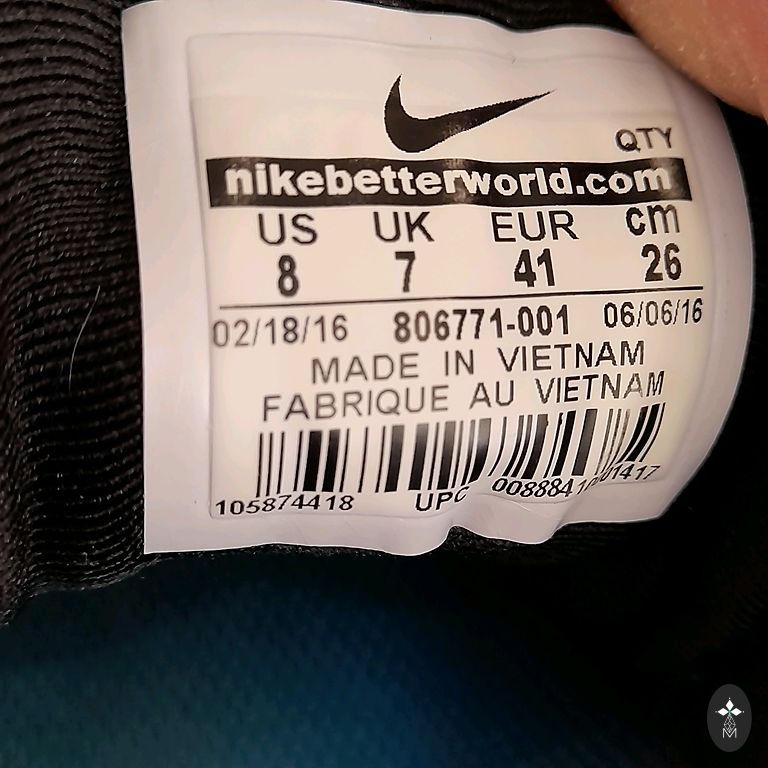 QTY
nikebetterworld.com
US UK EUR cm
8 7 41 26
02/18/16 806771-001 06/06/16
MADE IN VIETNAM
FABRIQUE AU VIETNAM
105874418 UPC
M